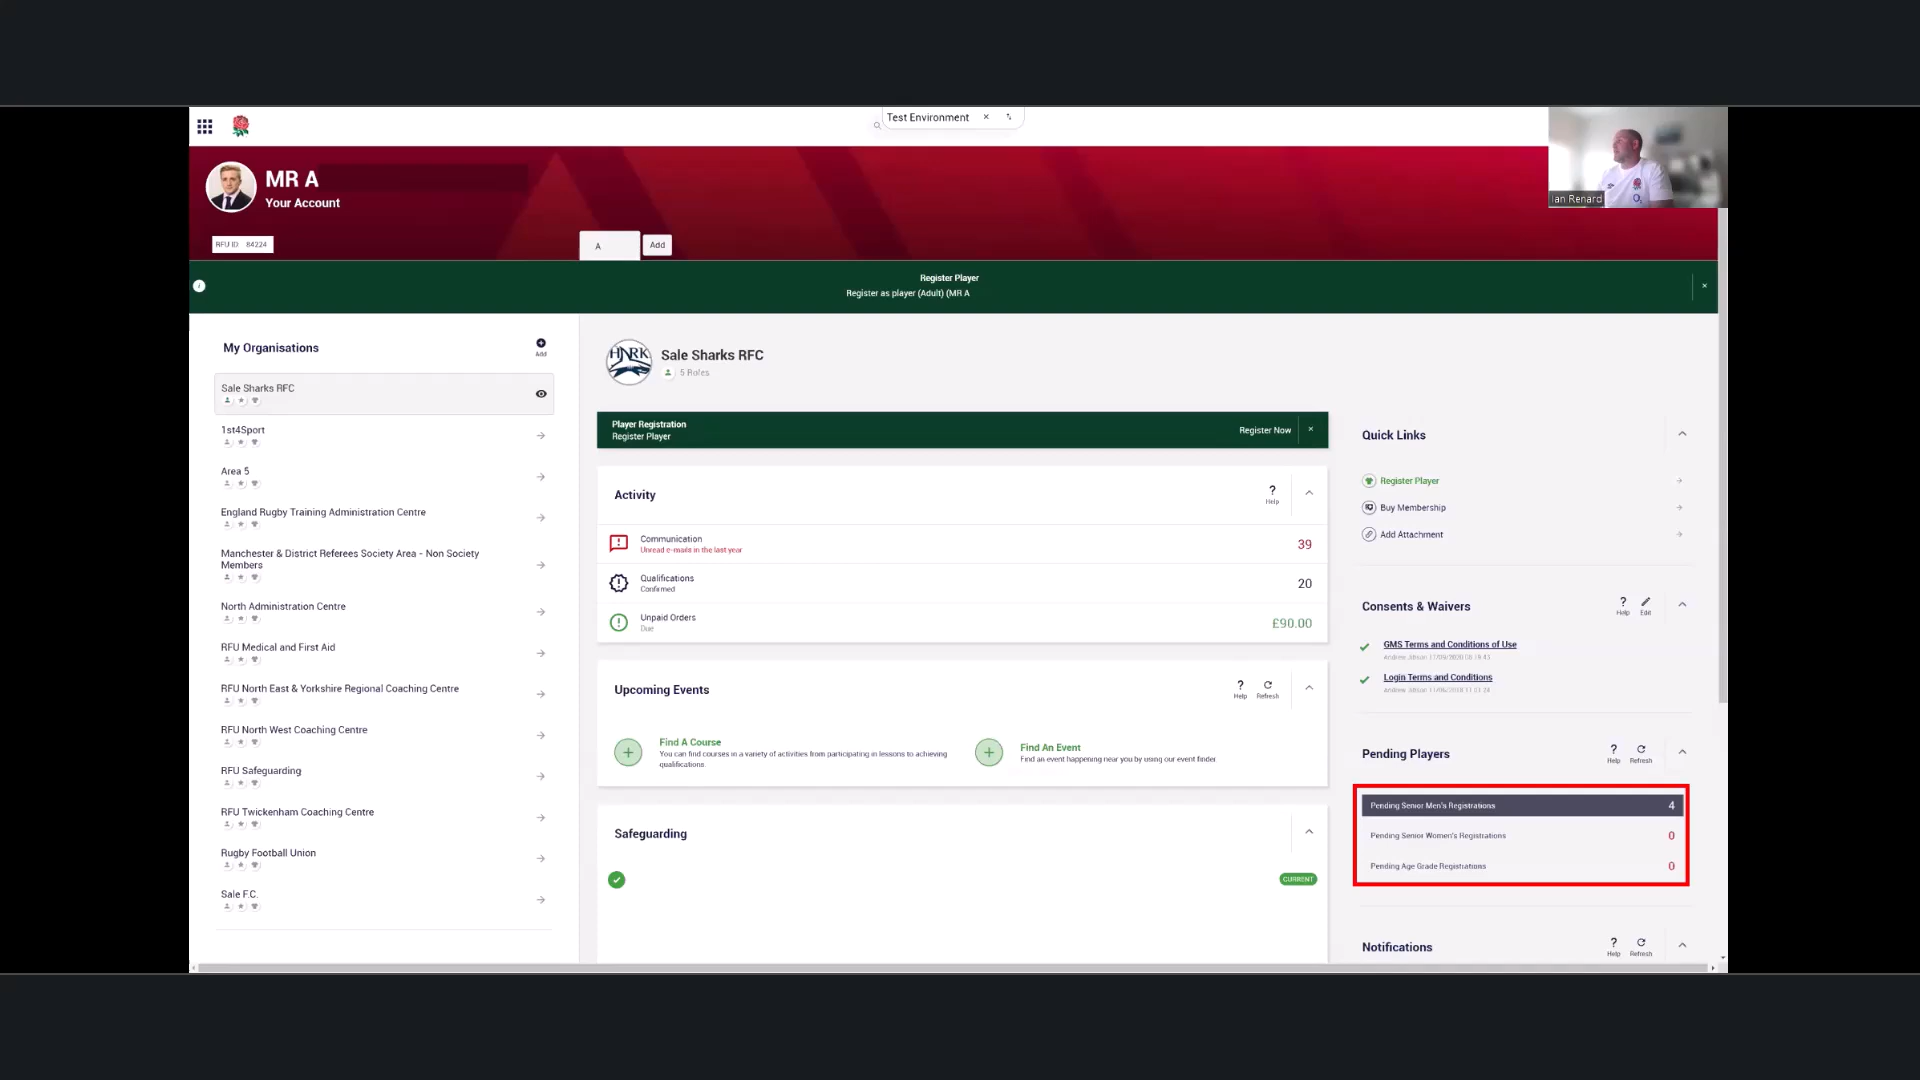 Test Environment
MR A
Your Account
Ian Renard
RFU ID 84224
A
Add
Register Player
Register as player (Adult) (MR A
My Organisations
Add
Sale Sharks RFC
1st4Sport
Area 5
England Rugby Training Administration Centre
Manchester & District Referees Society Area - Non Society
Members
North Administration Centre
RFU Medical and First Aid
RFU North East & Yorkshire Regional Coaching Centre
RFU North West Coaching Centre
RFU Safeguarding
RFU Twickenham Coaching Centre
Rugby Football Union
Sale F.C.
Sale Sharks RFC
5 Roles
Player Registration
Register Player
Register Now
Activity
Help
Communication
Unread e-mails in the last year
39
Qualifications
Confirmed
20
Unpaid Orders
Due
£90.00
Upcoming Events
Help
Refresh
Find A Course
You can find courses in a variety of activities from participating in lessons to achieving
qualifications
Find An Event
Find an event happening near you by using our event finder
Safeguarding
CURRENT
Quick Links
Register Player
Buy Membership
Add Attachment
Consents & Waivers
Help
Edit
GMS Terms and Conditions of Use
Login Terms and Conditions
Pending Players
Help
Refresh
Pending Senior Men's Registrations 4
Pending Senior Women's Registrations 0
Pending Age Grade Registrations 0
Notifications
Help
Refresh